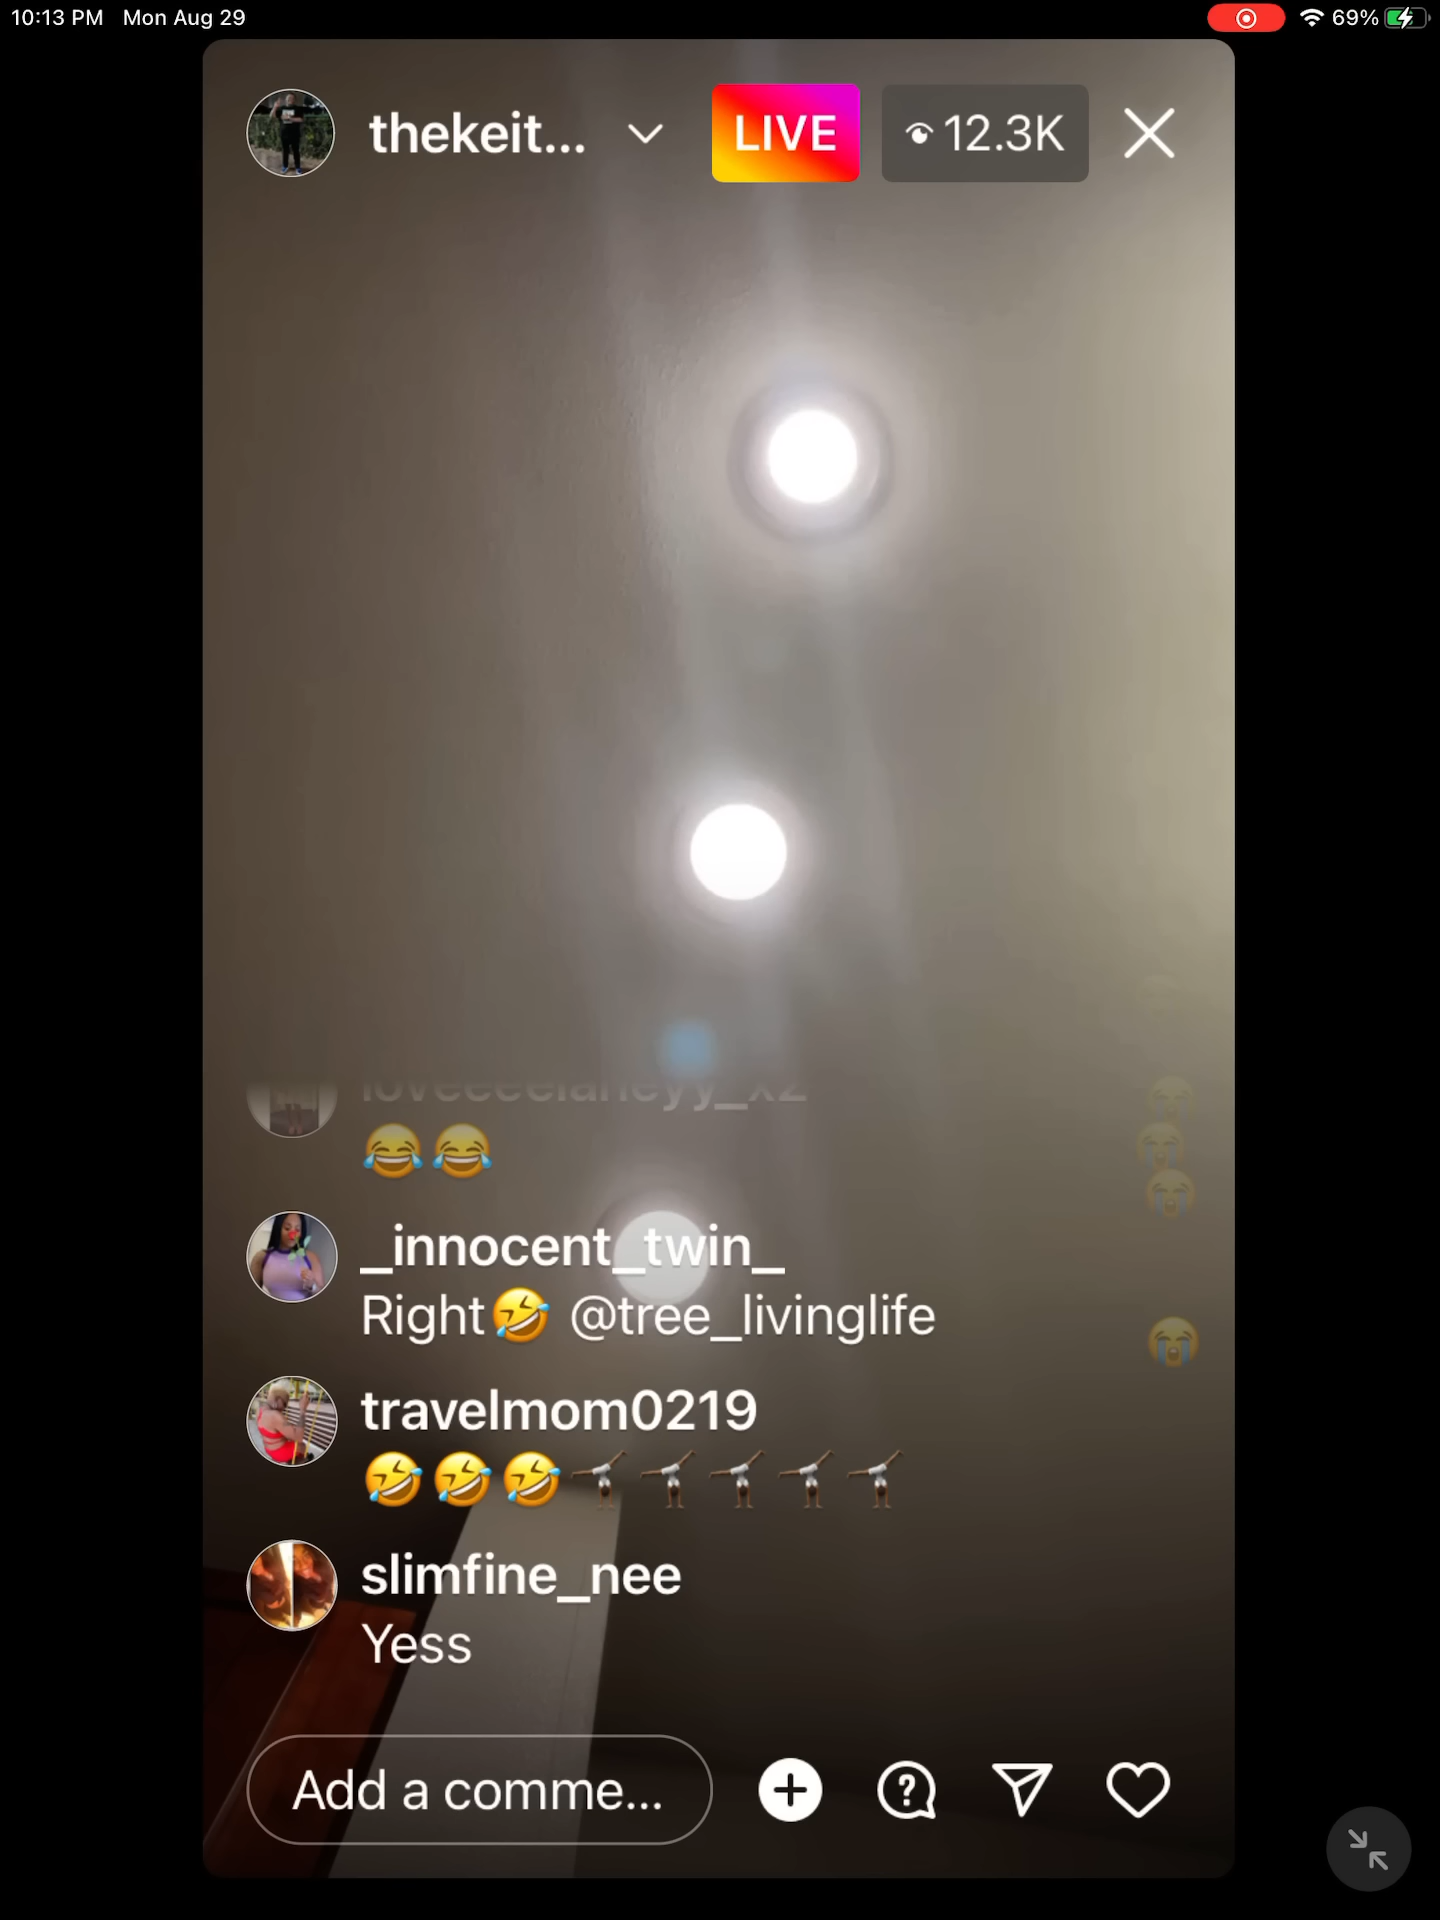 10:13 PM Mon Aug 29
69%
thekeit...
LIVE
12.3K
😂😂
_innocent_twin_
Right🤣 @tree_livinglife
travelmom0219
🤣🤣🤣🤸🏾🤸🏾🤸🏾🤸🏾🤸🏾
slimfine_nee
Yess
Add a comme...